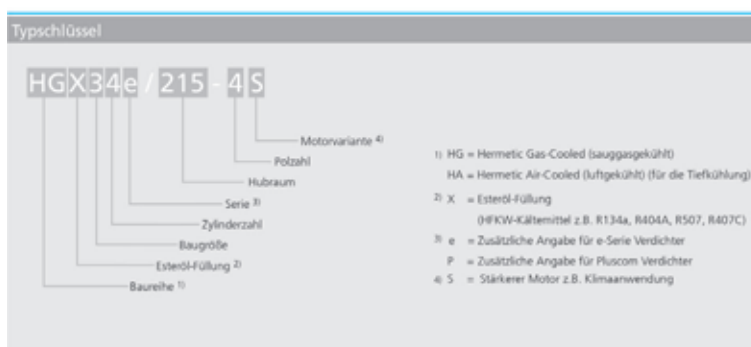 Typschlüssel
HGX34e / 215 - 4 S
Motorvariante 4)
Polzahl
Hubraum
Serie 3)
Zylinderzahl
Baugröße
Esteröl-Füllung 2)
Baureihe 1)
1) HG = Hermetic Gas-Cooled (sauggasgekühlt)
HA = Hermetic Air-Cooled (luftgekühlt) (für die Tiefkühlung)
2) X = Esteröl-Füllung
(HFKW-Kältemittel z.B. R134a, R404A, R507, R407C)
3) e = Zusätzliche Angabe für e-Serie Verdichter
P = Zusätzliche Angabe für Pluscom Verdichter
4) S = Stärkerer Motor z.B. Klimaanwendung